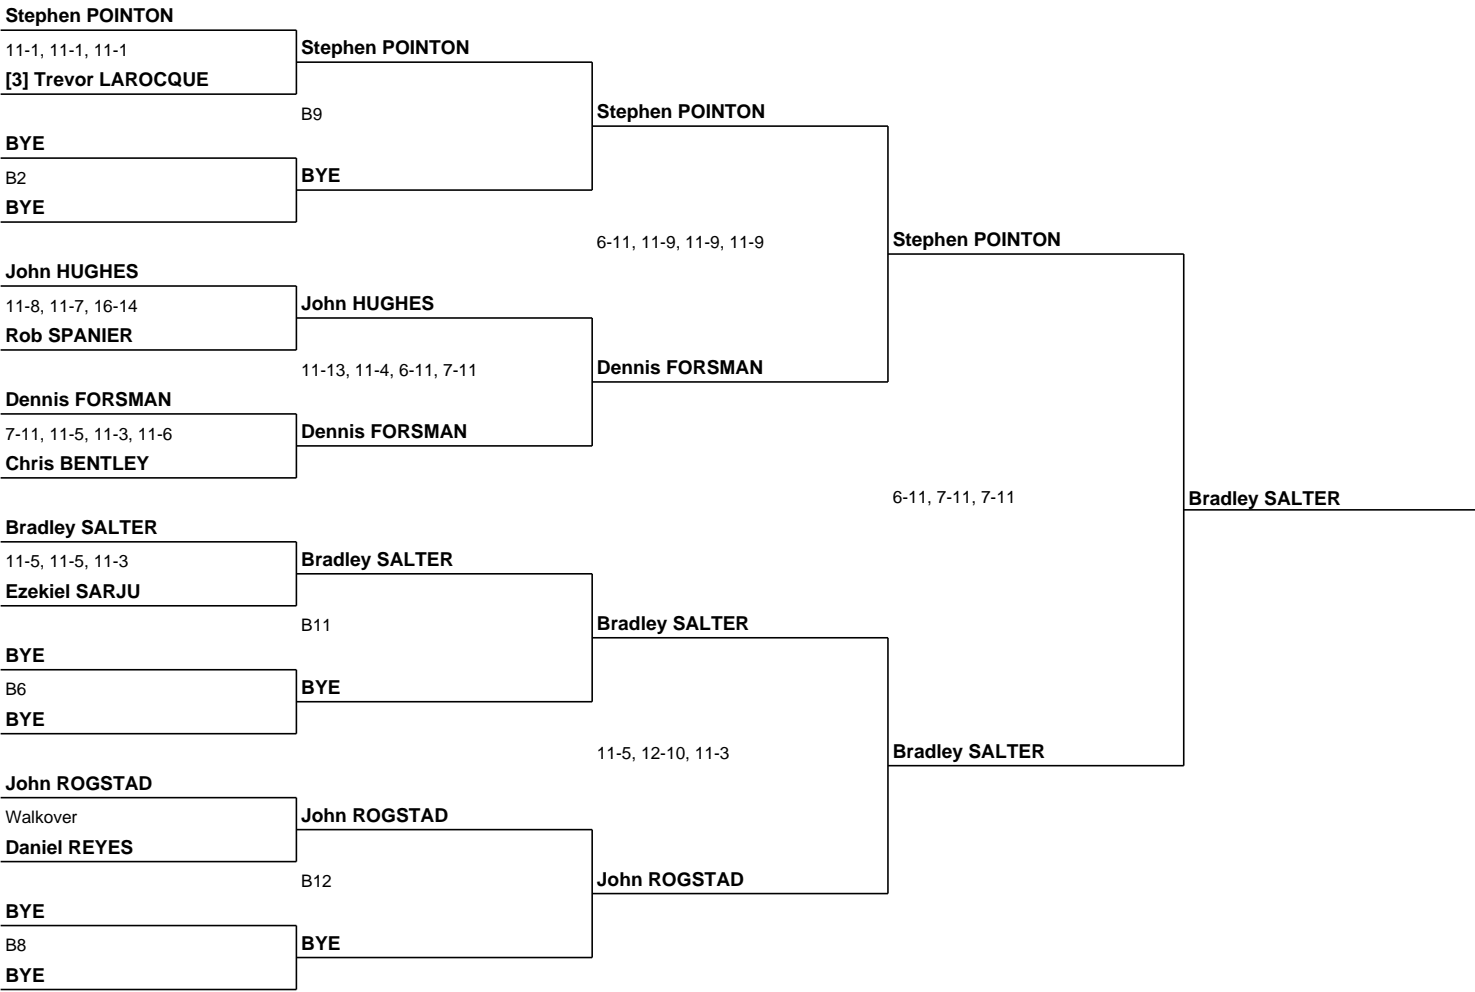 Stephen POINTON
11-1, 11-1, 11-1
[3] Trevor LAROCQUE
BYE
B2
BYE
John HUGHES
11-8, 11-7, 16-14
Rob SPANIER
Dennis FORSMAN
7-11, 11-5, 11-3, 11-6
Chris BENTLEY
Bradley SALTER
11-5, 11-5, 11-3
Ezekiel SARJU
BYE
B6
BYE
John ROGSTAD
Walkover
Daniel REYES
BYE
B8
BYE
Stephen POINTON
B9
BYE
John HUGHES
11-13, 11-4, 6-11, 7-11
Dennis FORSMAN
Bradley SALTER
B11
BYE
John ROGSTAD
B12
BYE
Stephen POINTON
6-11, 11-9, 11-9, 11-9
Dennis FORSMAN
Bradley SALTER
11-5, 12-10, 11-3
John ROGSTAD
Stephen POINTON
6-11, 7-11, 7-11
Bradley SALTER
Bradley SALTER